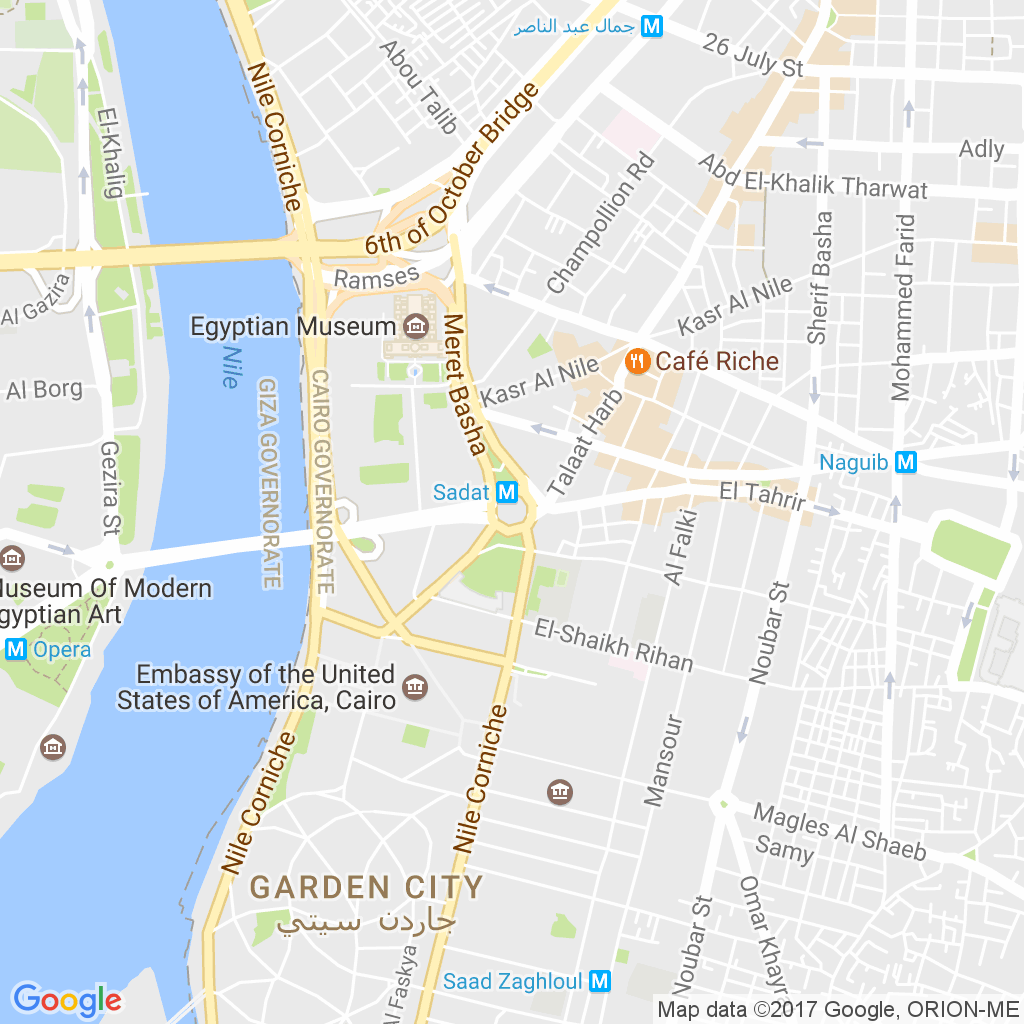 جمال عبد الناصر
26 July St
Abou Talib
Nile Corniche
El-Khalig
6th of October Bridge
Adly
Abd El-Khalik Tharwat
Champollion Rd
Sherif Basha
Mohammed Farid
Ramses
Al Gazira
Kasr Al Nile
Egyptian Museum
Nile
Meret Basha
Café Riche
Kasr Al Nile
Al Borg
GIZA GOVERNORATE
CAIRO GOVERNORATE
Talaat Harb
Gezira St
Naguib
Sadat
El Tahrir
Al Falki
Museum Of Modern
Egyptian Art
Noubar St
Opera
El-Shaikh Rihan
Embassy of the United
States of America, Cairo
Nile Corniche
Nile Corniche
Mansour
Magles Al Shaeb
Samy
GARDEN CITY
جاردن سيتي
Omar Khayra
Noubar St
Al Faskya
Saad Zaghloul
Google
Map data ©2017 Google, ORION-ME